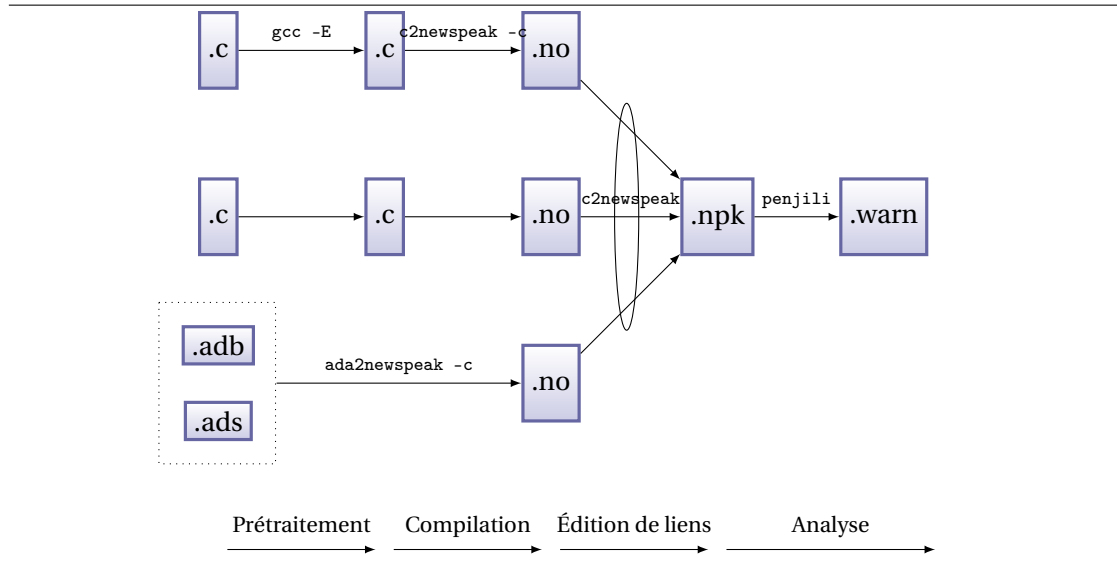 .c gcc -E .c c2newspeak -c .no
.c .c .no c2newspeak .npk penjili .warn
.adb
ada2newspeak -c .no
.ads
Prétraitement Compilation Édition de liens Analyse